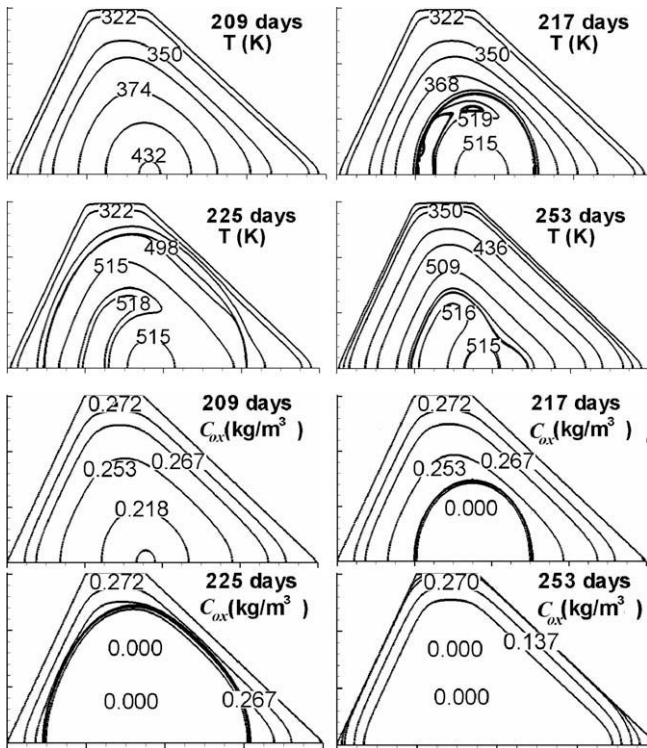 322
209 days
T (K)
350
374
432
322
217 days
T (K)
350
368
519
515
322
225 days
T (K)
498
515
518
515
350
253 days
T (K)
436
509
516
515
0.272
209 days
Cox(kg/m3 )
0.267
0.253
0.218
0.272
217 days
Cox(kg/m3 )
0.267
0.253
0.000
0.272
225 days
Cox(kg/m3 )
0.000
0.000
0.267
0.270
253 days
Cox(kg/m3 )
0.137
0.000
0.000